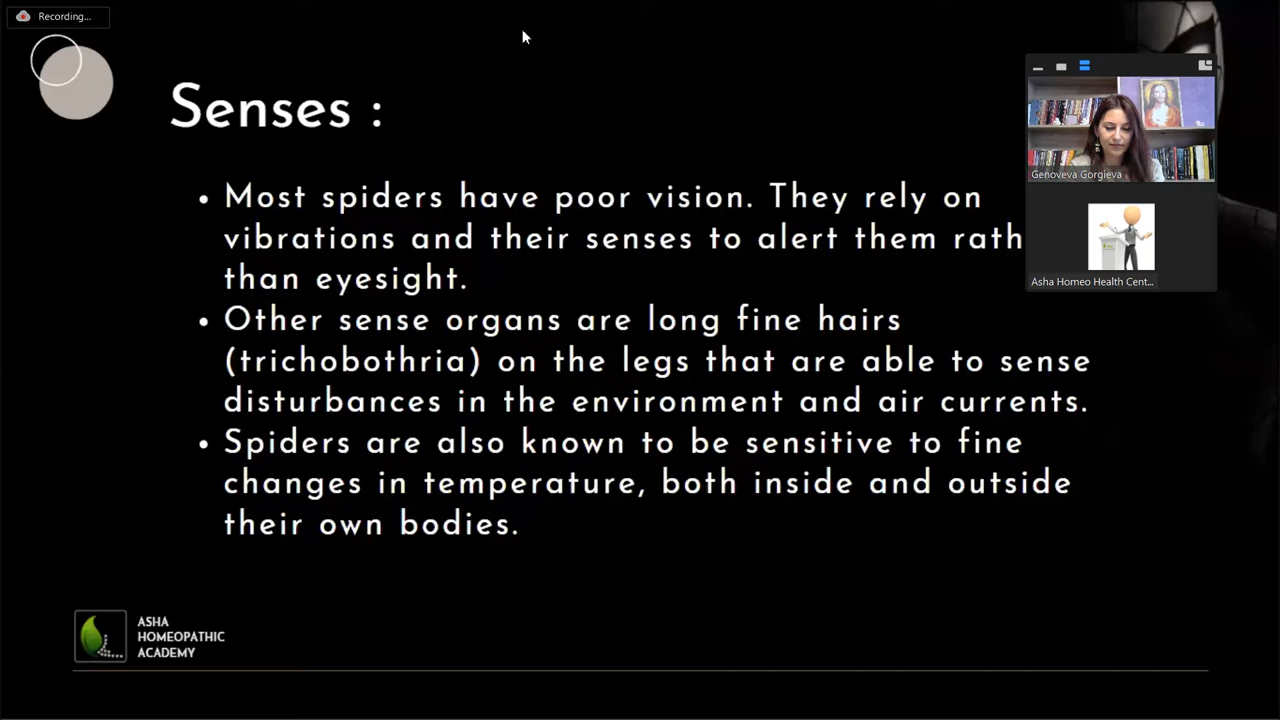 Recording...
Senses :
• Most spiders have poor vision. They rely on
vibrations and their senses to alert them rath
than eyesight.
• Other sense organs are long fine hairs
(trichobothria) on the legs that are able to sense
disturbances in the environment and air currents.
• Spiders are also known to be sensitive to fine
changes in temperature, both inside and outside
their own bodies.
Genoveva Gorgieva
Asha Homeo Health Cent...
ASHA
HOMEOPATHIC
ACADEMY